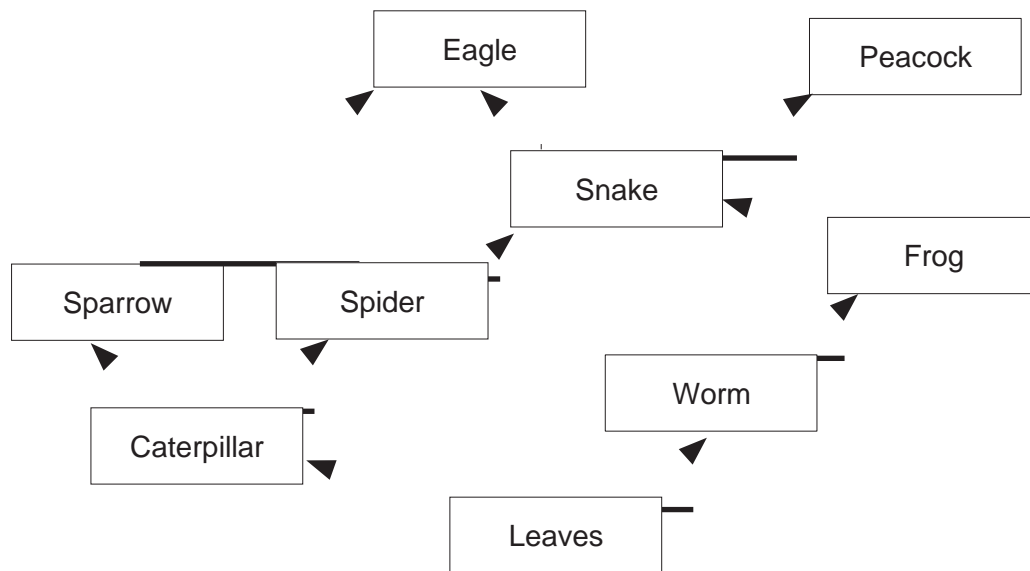 Eagle
Peacock
Snake
Frog
Sparrow
Spider
Worm
Caterpillar
Leaves